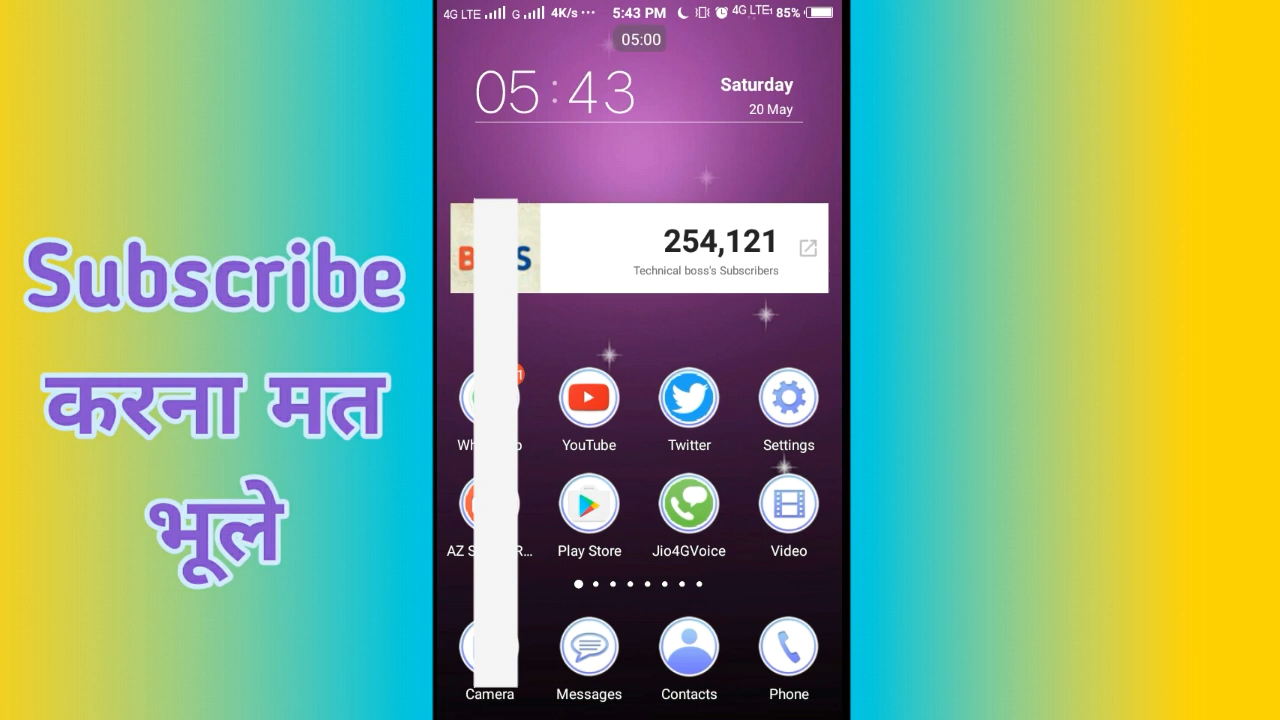 4G LTE G 4K/s ••• 5:43 PM 4G LTE 85%
05:00
05:43
Saturday
20 May
254,121
Technical boss's Subscribers
Subscribe
करना मत
भूले
YouTube Twitter Settings
Play Store Jio4GVoice Video
Camera Messages Contacts Phone